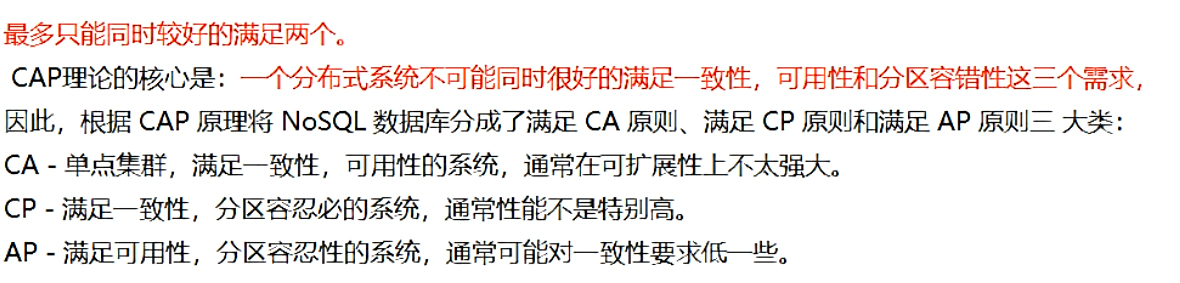 最多只能同时较好的满足两个。
CAP理论的核心是：一个分布式系统不可能同时很好的满足一致性，可用性和分区容错性这三个需求，
因此，根据 CAP 原理将 NoSQL 数据库分成了满足 CA 原则、满足 CP 原则和满足 AP 原则三 大类：
CA - 单点集群，满足一致性，可用性的系统，通常在可扩展性上不太强大。
CP - 满足一致性，分区容忍必的系统，通常性能不是特别高。
AP - 满足可用性，分区容忍性的系统，通常可能对一致性要求低一些。